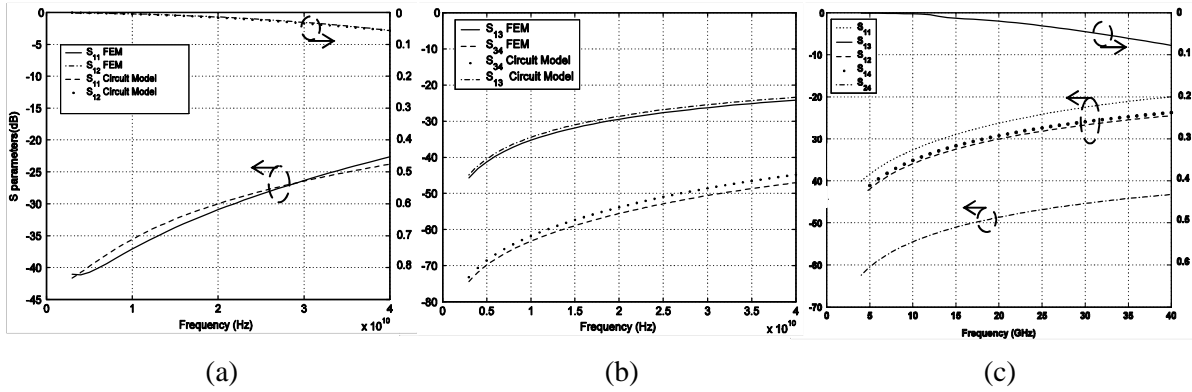 S11 FEM
S12 FEM
S11 Circuit Model
S12 Circuit Model
S parameters(dB)
0
-5
-10
-15
-20
-25
-30
-35
-40
-45
0
0.1
0.2
0.3
0.4
0.5
0.6
0.7
0.8
0 1 2 3 4
x 10^10
Frequency (Hz)
(a)
S13 FEM
S34 FEM
S34 Circuit Model
S13 Circuit Model
0
-10
-20
-30
-40
-50
-60
-70
-80
0 0.5 1 1.5 2 2.5 3 3.5 4
x 10^10
Frequency (Hz)
(b)
S11
S13
S12
S14
S24
0
-10
-20
-30
40
-50
-60
-70
0
0.1
0.2
0.3
0.4
0.5
0.6
0 5 10 15 20 25 30 35 40
Frequency (GHz)
(c)